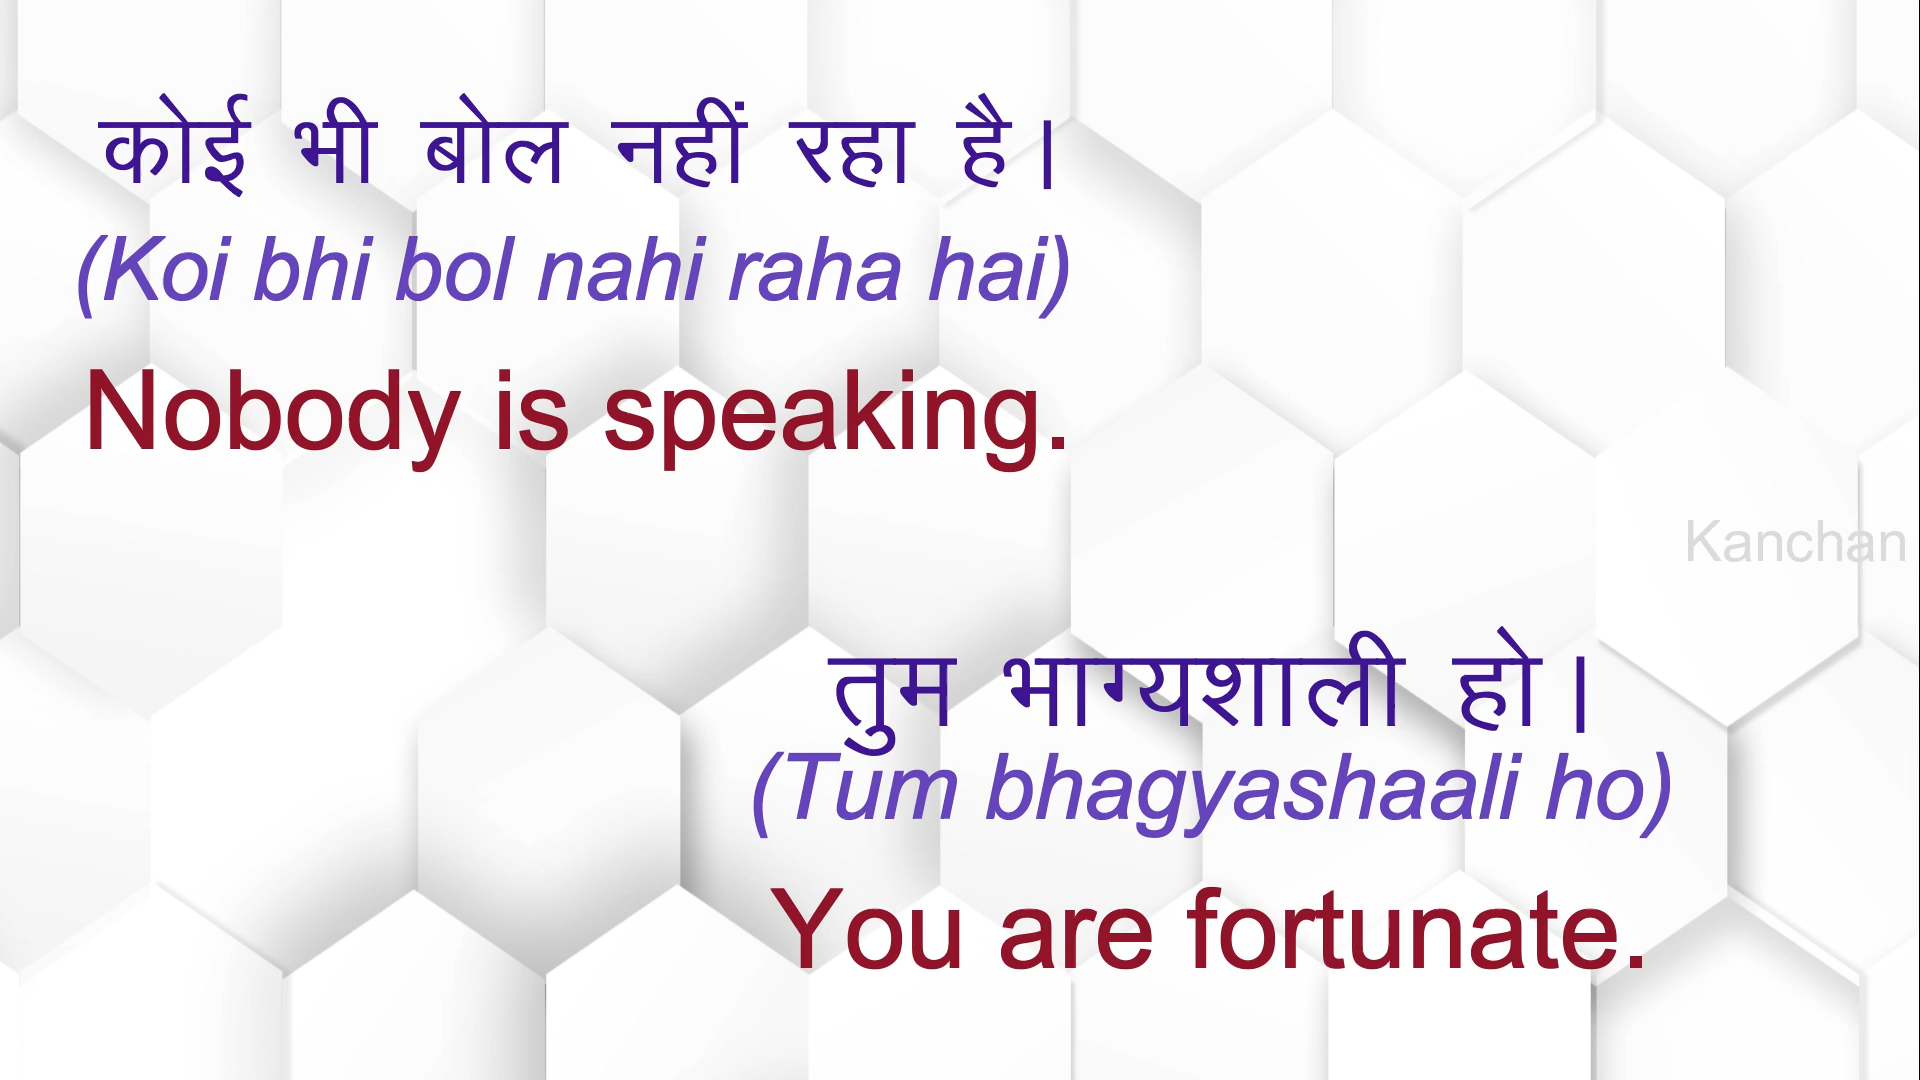 कोई भी बोल नहीं रहा है।
(Koi bhi bol nahi raha hai)
Nobody is speaking.
Kanchan
तुम भाग्यशाली हो।
(Tum bhagyashaali ho)
You are fortunate.